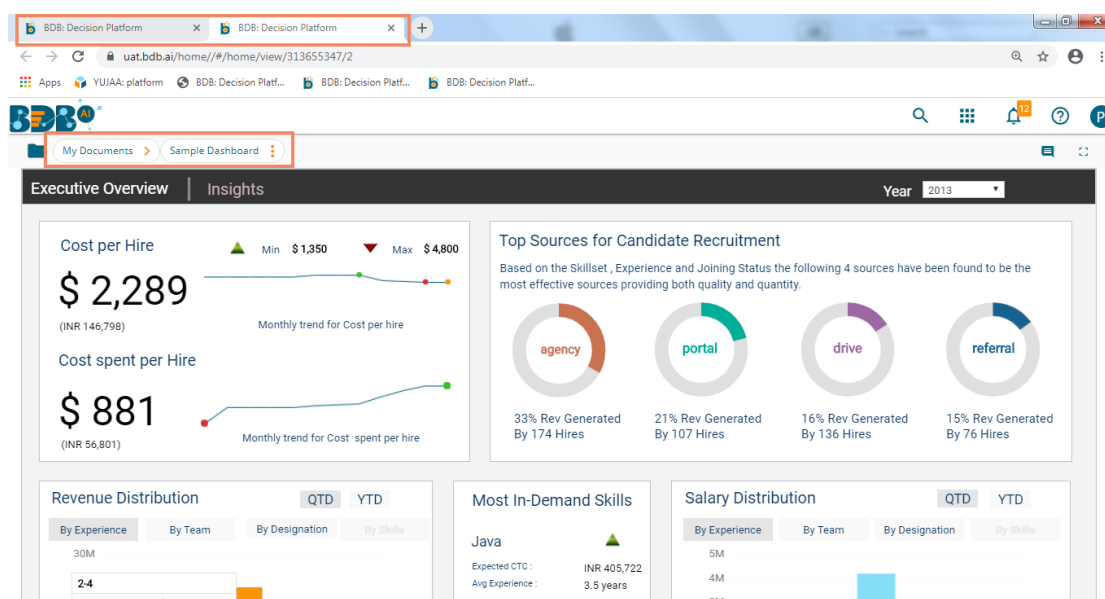 BDB: Decision Platform × BDB: Decision Platform × +
uat.bdb.ai/home//#/home/view/313655347/2
Apps YUJAA: platform BDB: Decision Platf... BDB: Decision Platf... BDB: Decision Platf...
BDB AI
12
P
My Documents > Sample Dashboard
Executive Overview | Insights
Year 2013
Cost per Hire
Min $ 1,350 Max $ 4,800
$ 2,289
(INR 146,798)
Monthly trend for Cost per hire
Cost spent per Hire
$ 881
(INR 56,801)
Monthly trend for Cost spent per hire
Top Sources for Candidate Recruitment
Based on the Skillset , Experience and Joining Status the following 4 sources have been found to be the
most effective sources providing both quality and quantity.
agency
portal
drive
referral
33% Rev Generated
By 174 Hires
21% Rev Generated
By 107 Hires
16% Rev Generated
By 136 Hires
15% Rev Generated
By 76 Hires
Revenue Distribution
QTD YTD
By Experience By Team By Designation By Skills
30M
2-4
Most In-Demand Skills
Java
Expected CTC : INR 405,722
Avg Experience : 3.5 years
Salary Distribution
QTD YTD
By Experience By Team By Designation By Skills
5M
4M